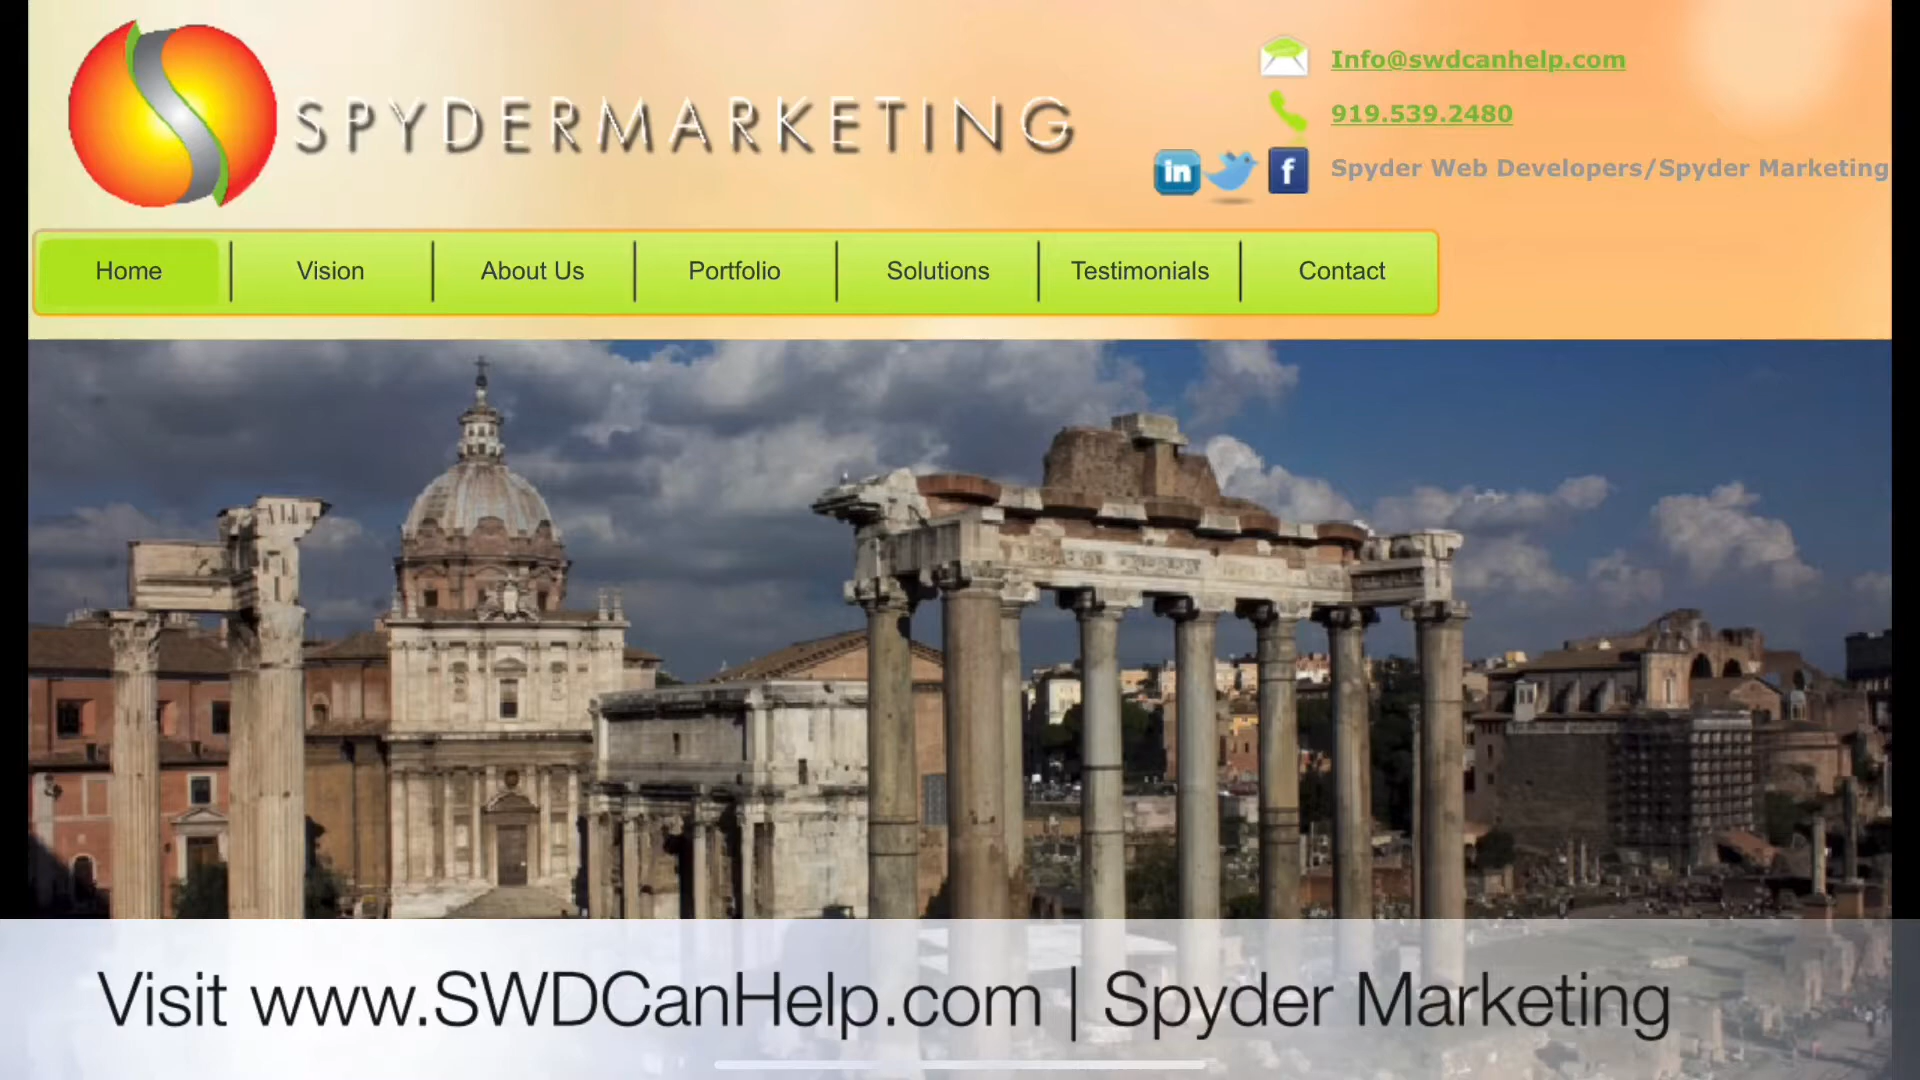 SPYDERMARKETING
Info@swdcanhelp.com
919.539.2480
in
f
Spyder Web Developers/Spyder Marketing
Home
Vision
About Us
Portfolio
Solutions
Testimonials
Contact
Visit www.SWDCanHelp.com | Spyder Marketing